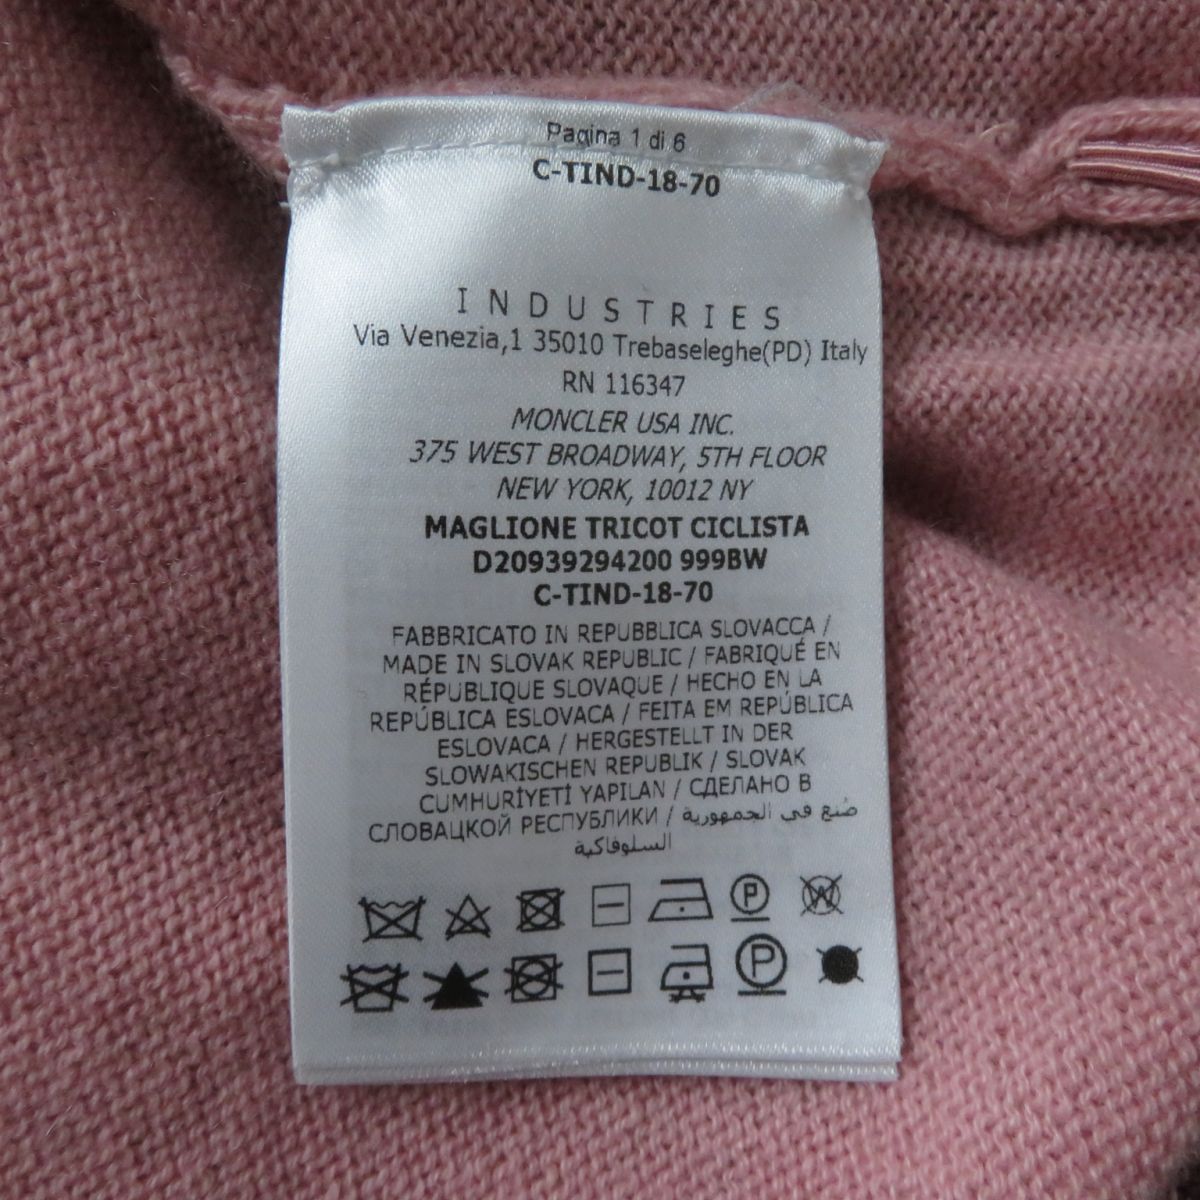 Pagina 1 di 6
C-TIND-18-70
INDUSTRIES
Via Venezia,1 35010 Trebaseleghe(PD) Italy
RN 116347
MONCLER USA INC.
375 WEST BROADWAY, 5TH FLOOR
NEW YORK, 10012 NY
MAGLIONE TRICOT CICLISTA
D20939294200 999BW
C-TIND-18-70
FABBRICATO IN REPUBBLICA SLOVACCA /
MADE IN SLOVAK REPUBLIC / FABRIQUÉ EN
RÉPUBLIQUE SLOVAQUE / HECHO EN LA
REPÚBLICA ESLOVACA / FEITA EM REPÚBLICA
ESLOVACA / HERGESTELLT IN DER
SLOWAKISCHEN REPUBLIK / SLOVAK
CUMHURİYETİ YAPILAN / СДЕЛАНО В
СЛОВАЦКОЙ РЕСПУБЛИКИ / صُنع في الجمهورية
السلوفاكية
P W
P